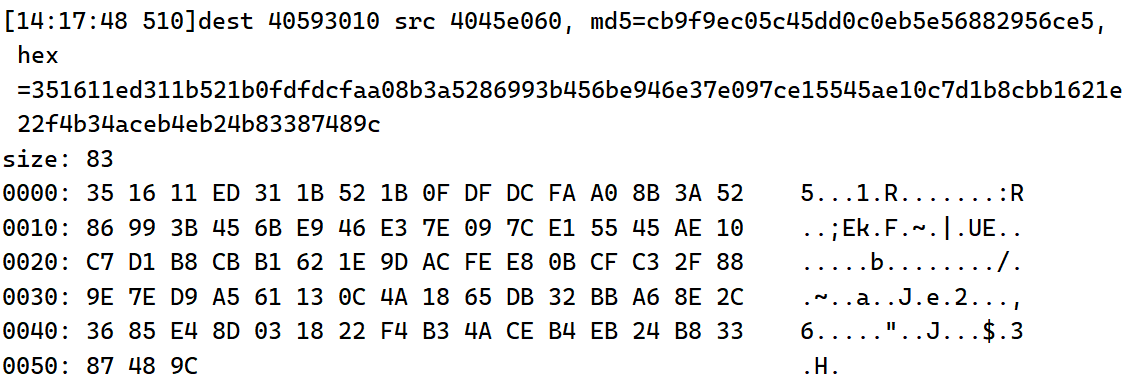 [14:17:48 510]dest 40593010 src 4045e060, md5=cb9f9ec05c45dd0c0eb5e56882956ce5,
hex
=351611ed311b521b0fdfdcfaa08b3a5286993b456be946e37e097ce15545ae10c7d1b8cbb1621e
22f4b34aceb4eb24b83387489c
size: 83
0000: 35 16 11 ED 31 1B 52 1B 0F DF DC FA A0 8B 3A 52    5...1.R.......:R
0010: 86 99 3B 45 6B E9 46 E3 7E 09 7C E1 55 45 AE 10    ..;Ek.F.~.|.UE..
0020: C7 D1 B8 CB B1 62 1E 9D AC FE E8 0B CF C3 2F 88    .....b......../.
0030: 9E 7E D9 A5 61 13 0C 4A 18 65 DB 32 BB A6 8E 2C    .~..a..J.e.2...,
0040: 36 85 E4 8D 03 18 22 F4 B3 4A CE B4 EB 24 B8 33    6....."..J...$.3
0050: 87 48 9C    .H.